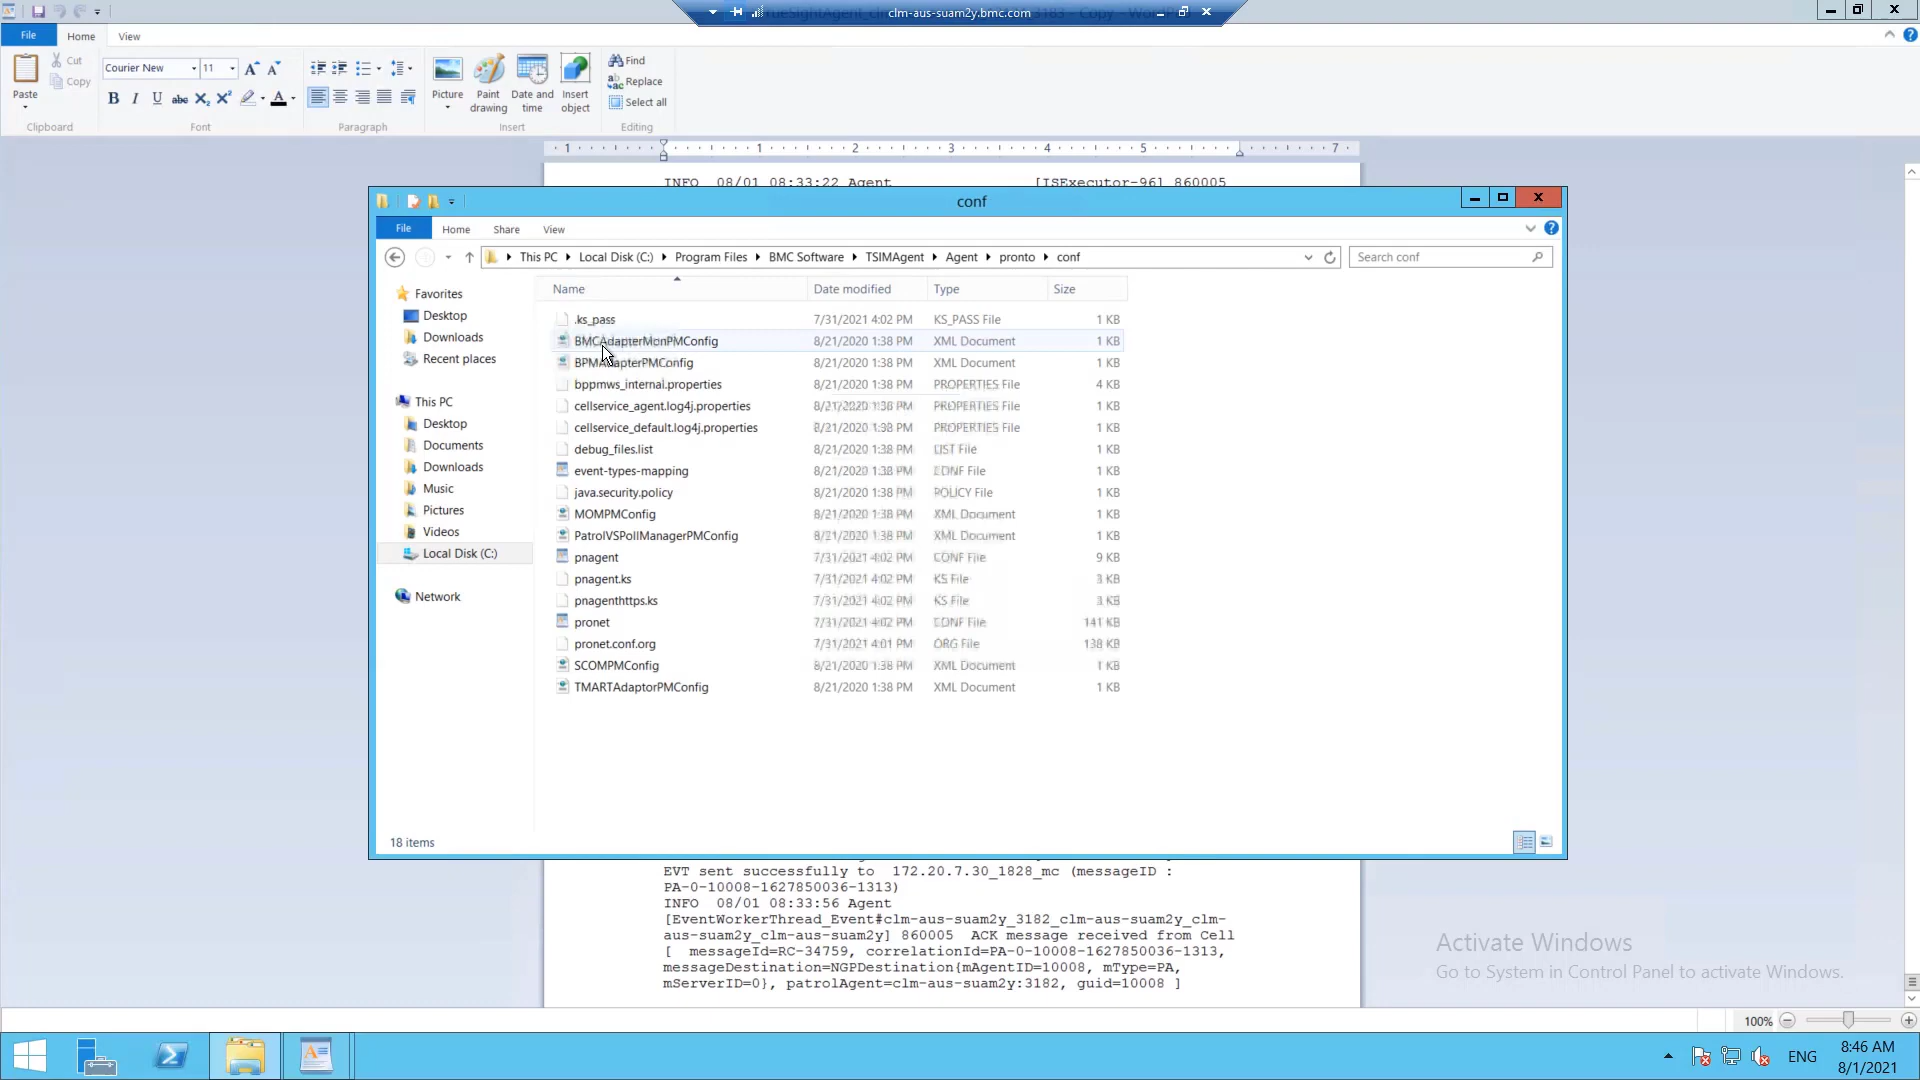 clm-aus-suam2y.bmc.com
File Home View
Cut
Copy
Paste
Clipboard
Courier New 11
Font
Paragraph
Picture
Paint drawing
Date and time
Insert object
Insert
Find
Replace
Select all
Editing
1 1 2 3 4 5 7
INFO 08/01 08:33:22 Agent [ISExecutor-96] 860005
conf
File Home Share View
This PC Local Disk (C:) Program Files BMC Software TSIMAgent Agent pronto conf
Search conf
Favorites
Desktop
Downloads
Recent places
This PC
Desktop
Documents
Downloads
Music
Pictures
Videos
Local Disk (C:)
Network
Name Date modified Type Size
.ks_pass 7/31/2021 4:02 PM KS_PASS File 1 KB
BMCAdapterMonPMConfig 8/21/2020 1:38 PM XML Document 1 KB
BPMAdapterPMConfig 8/21/2020 1:38 PM XML Document 1 KB
bppmws_internal.properties 8/21/2020 1:38 PM PROPERTIES File 4 KB
cellservice_agent.log4j.properties 8/21/2020 1:38 PM PROPERTIES File 1 KB
cellservice_default.log4j.properties 8/21/2020 1:38 PM PROPERTIES File 1 KB
debug_files.list 8/21/2020 1:38 PM LIST File 1 KB
event-types-mapping 8/21/2020 1:38 PM CONF File 1 KB
java.security.policy 8/21/2020 1:38 PM POLICY File 1 KB
MOMPMConfig 8/21/2020 1:38 PM XML Document 1 KB
PatrolVSPollManagerPMConfig 8/21/2020 1:38 PM XML Document 1 KB
pnagent 7/31/2021 4:02 PM CONF File 9 KB
pnagent.ks 7/31/2021 4:02 PM KS File KB
pnagenthttps.ks 7/31/2021 4:02 PM KS File KB
pronet 7/31/2021 4:02 PM CONF File 141 KB
pronet.conf.org 7/31/2021 4:01 PM ORG File 138 KB
SCOMPMConfig 8/21/2020 1:38 PM XML Document 1 KB
TMARTAdaptorPMConfig 8/21/2020 1:38 PM XML Document 1 KB
18 items
EVT sent successfully to 172.20.7.30_1828_mc (messageID :
PA-0-10008-1627850036-1313)
INFO 08/01 08:33:56 Agent
[EventWorkerThread_Event#clm-aus-suam2y_3182_clm-aus-suam2y_clm-
aus-suam2y_clm-aus-suam2y] 860005 ACK message received from Cell
[ messageId=RC-34759, correlationId=PA-0-10008-1627850036-1313,
messageDestination=NGPDestination{mAgentID=10008, mType=PA,
mServerID=0}, patrolAgent=clm-aus-suam2y:3182, guid=10008 ]
Activate Windows
Go to System in Control Panel to activate Windows.
100%
ENG
8:46 AM
8/1/2021